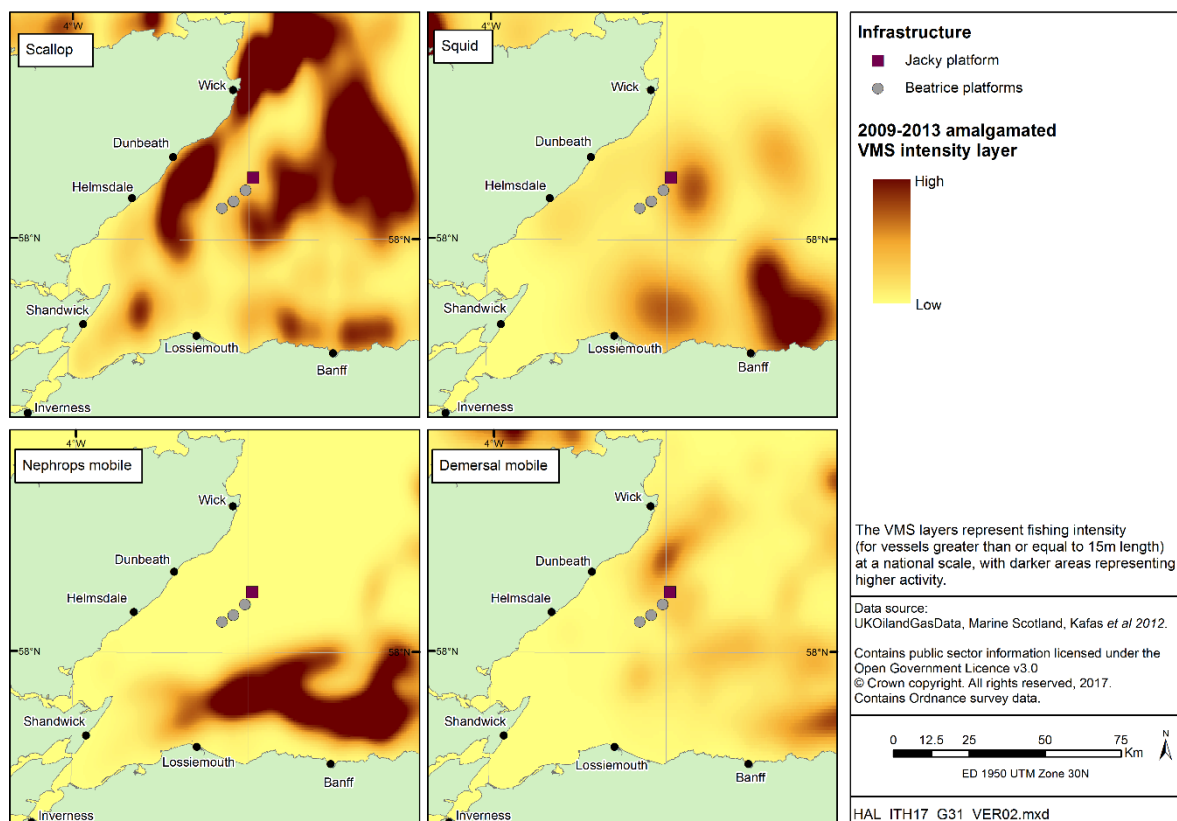 Scallop
4°W
Wick
Dunbeath
Helmsdale
58°N
58°N
Shandwick
Lossiemouth
Banff
Inverness
Squid
4°W
Wick
Dunbeath
Helmsdale
58°N
58°N
Shandwick
Lossiemouth
Banff
Inverness
Nephrops mobile
4°W
Wick
Dunbeath
Helmsdale
58°N
58°N
Shandwick
Lossiemouth
Banff
Inverness
Demersal mobile
4°W
Wick
Dunbeath
Helmsdale
58°N
58°N
Shandwick
Lossiemouth
Banff
Inverness
Infrastructure
Jacky platform
Beatrice platforms
2009-2013 amalgamated
VMS intensity layer
High
Low
The VMS layers represent fishing intensity
(for vessels greater than or equal to 15m length)
at a national scale, with darker areas representing
higher activity.
Data source:
UKOilandGasData, Marine Scotland, Kafas et al 2012.
Contains public sector information licensed under the
Open Government Licence v3.0
© Crown copyright. All rights reserved, 2017.
Contains Ordnance survey data.
0 12.5 25 50 75
Km
N
ED 1950 UTM Zone 30N
HAL_ITH17_G31_VER02.mxd